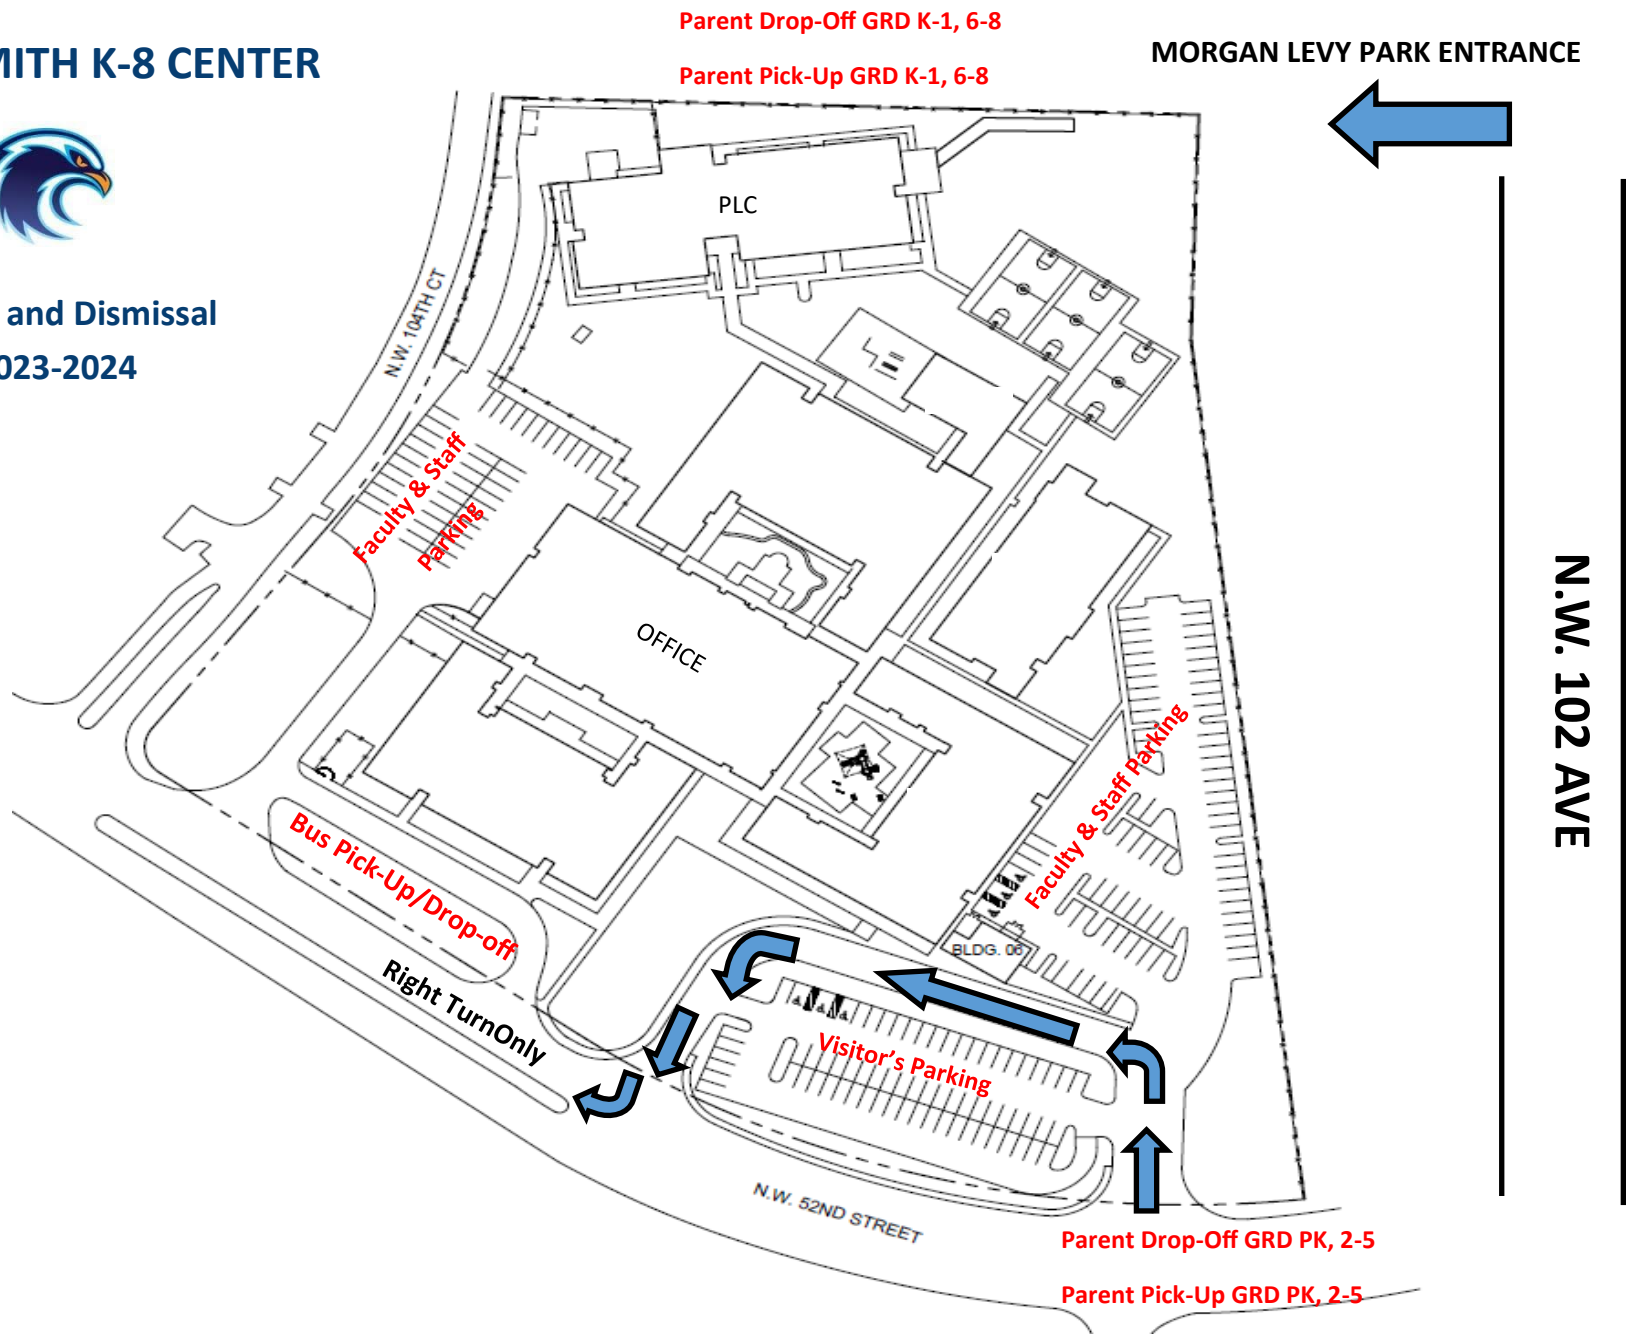 Parent Drop-Off GRD K-1, 6-8
MITH K-8 CENTER
MORGAN LEVY PARK ENTRANCE
Parent Pick-Up GRD K-1, 6-8
PLC
N.W. 104TH CT
and Dismissal
023-2024
Faculty & Staff
Parking
OFFICE
N.W. 102 AVE
Faculty & Staff Parking
Bus Pick-Up/Drop-off
BLDG. 06
Right TurnOnly
Visitor's Parking
N.W. 52ND STREET
Parent Drop-Off GRD PK, 2-5
Parent Pick-Up GRD PK, 2-5